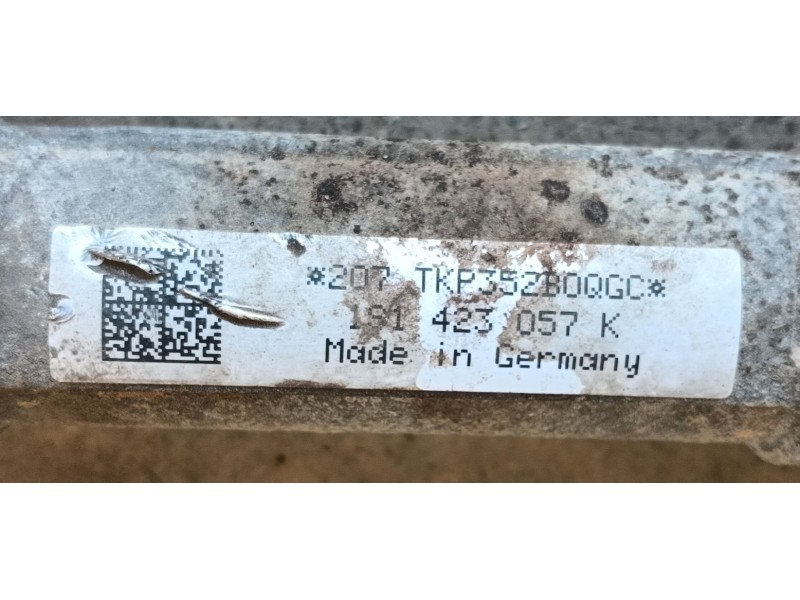 *207 TKP352B0QGC*
1S1 423 057 K
Made in Germany